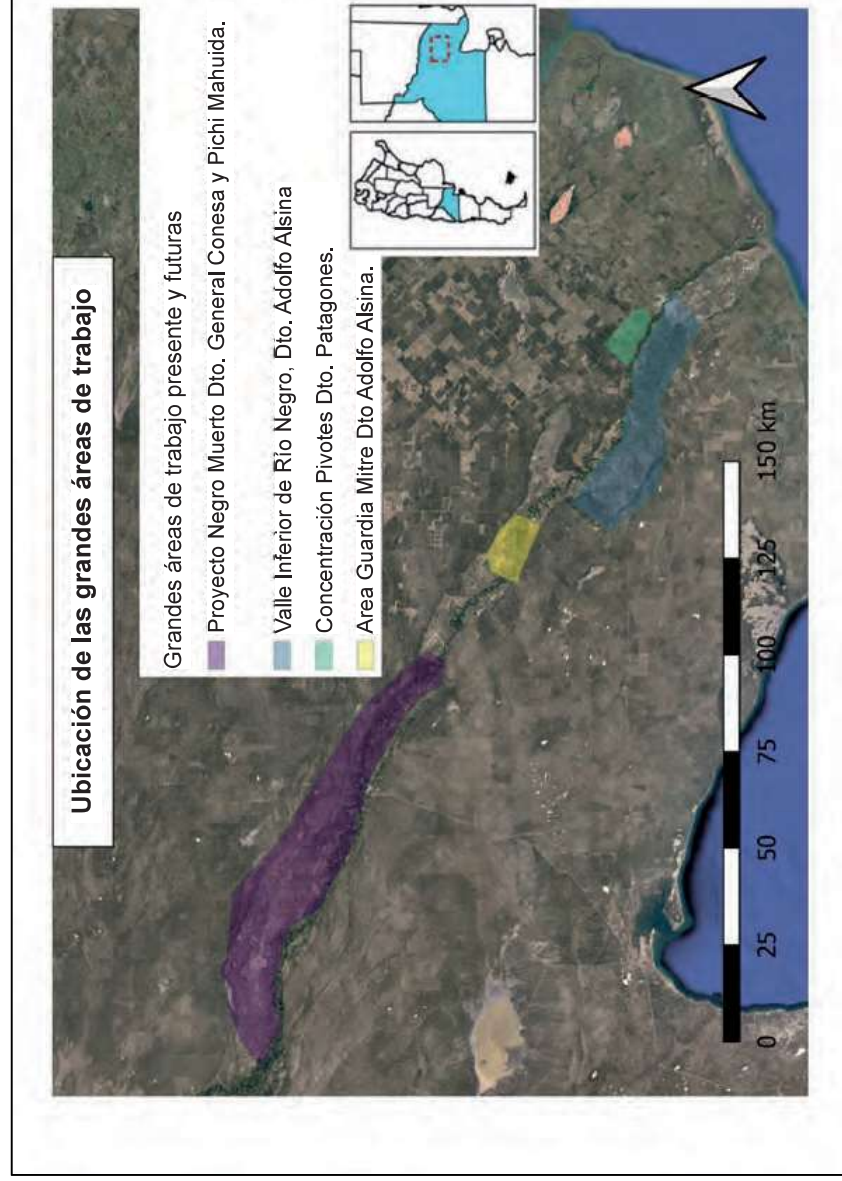 Ubicación de las grandes áreas de trabajo
Grandes áreas de trabajo presente y futuras
Proyecto Negro Muerto Dto. General Conesa y Pichi Mahuida.
Valle Inferior de Río Negro, Dto. Adolfo Alsina
Concentración Pivotes Dto. Patagones.
Area Guardia Mitre Dto Adolfo Alsina.
0 25 50 75 100 125 150 km